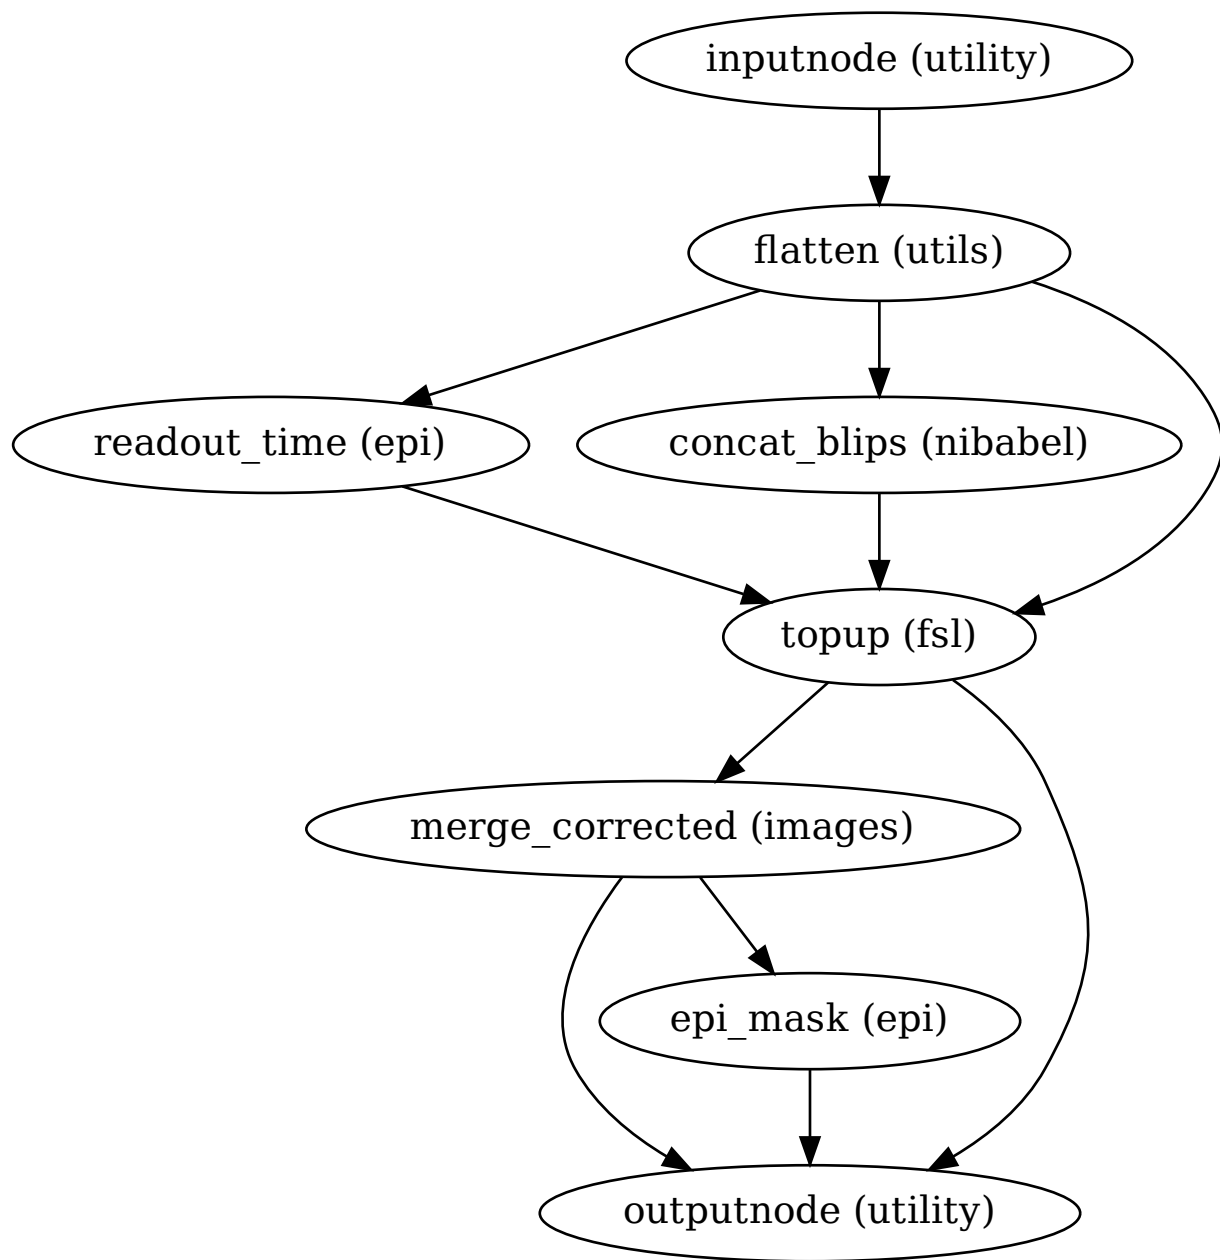 inputnode (utility)
flatten (utils)
readout_time (epi)
concat_blips (nibabel)
topup (fsl)
merge_corrected (images)
epi_mask (epi)
outputnode (utility)